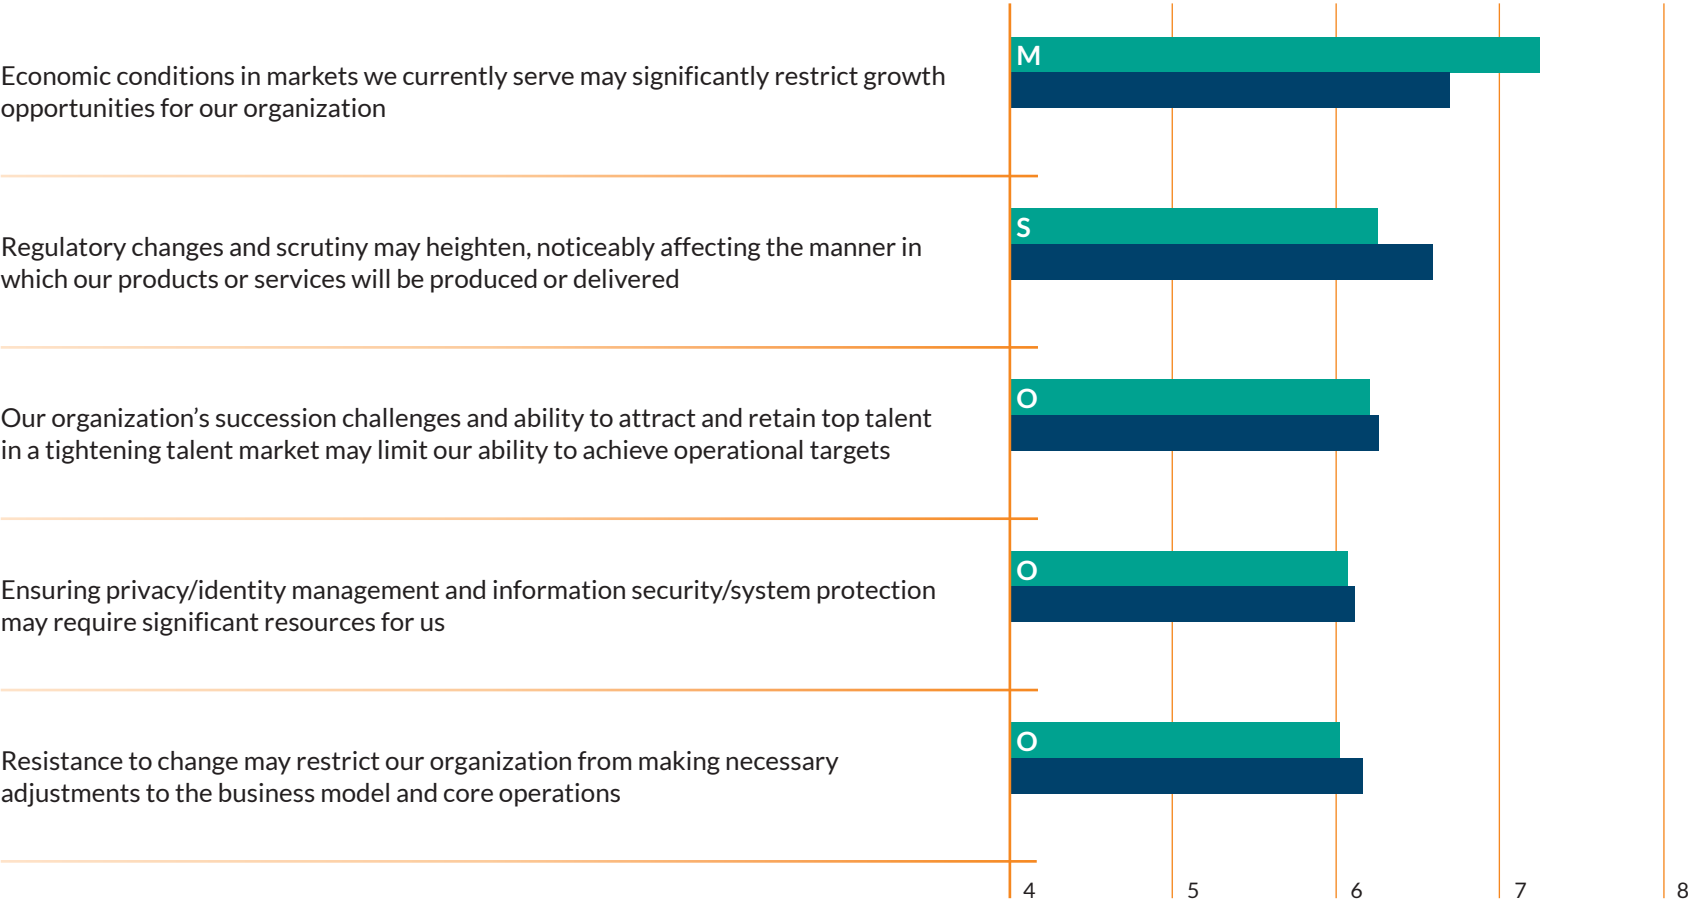 M
Economic conditions in markets we currently serve may significantly restrict growth
opportunities for our organization
S
Regulatory changes and scrutiny may heighten, noticeably affecting the manner in
which our products or services will be produced or delivered
O
Our organization’s succession challenges and ability to attract and retain top talent
in a tightening talent market may limit our ability to achieve operational targets
O
Ensuring privacy/identity management and information security/system protection
may require significant resources for us
O
Resistance to change may restrict our organization from making necessary
adjustments to the business model and core operations
4 5 6 7 8